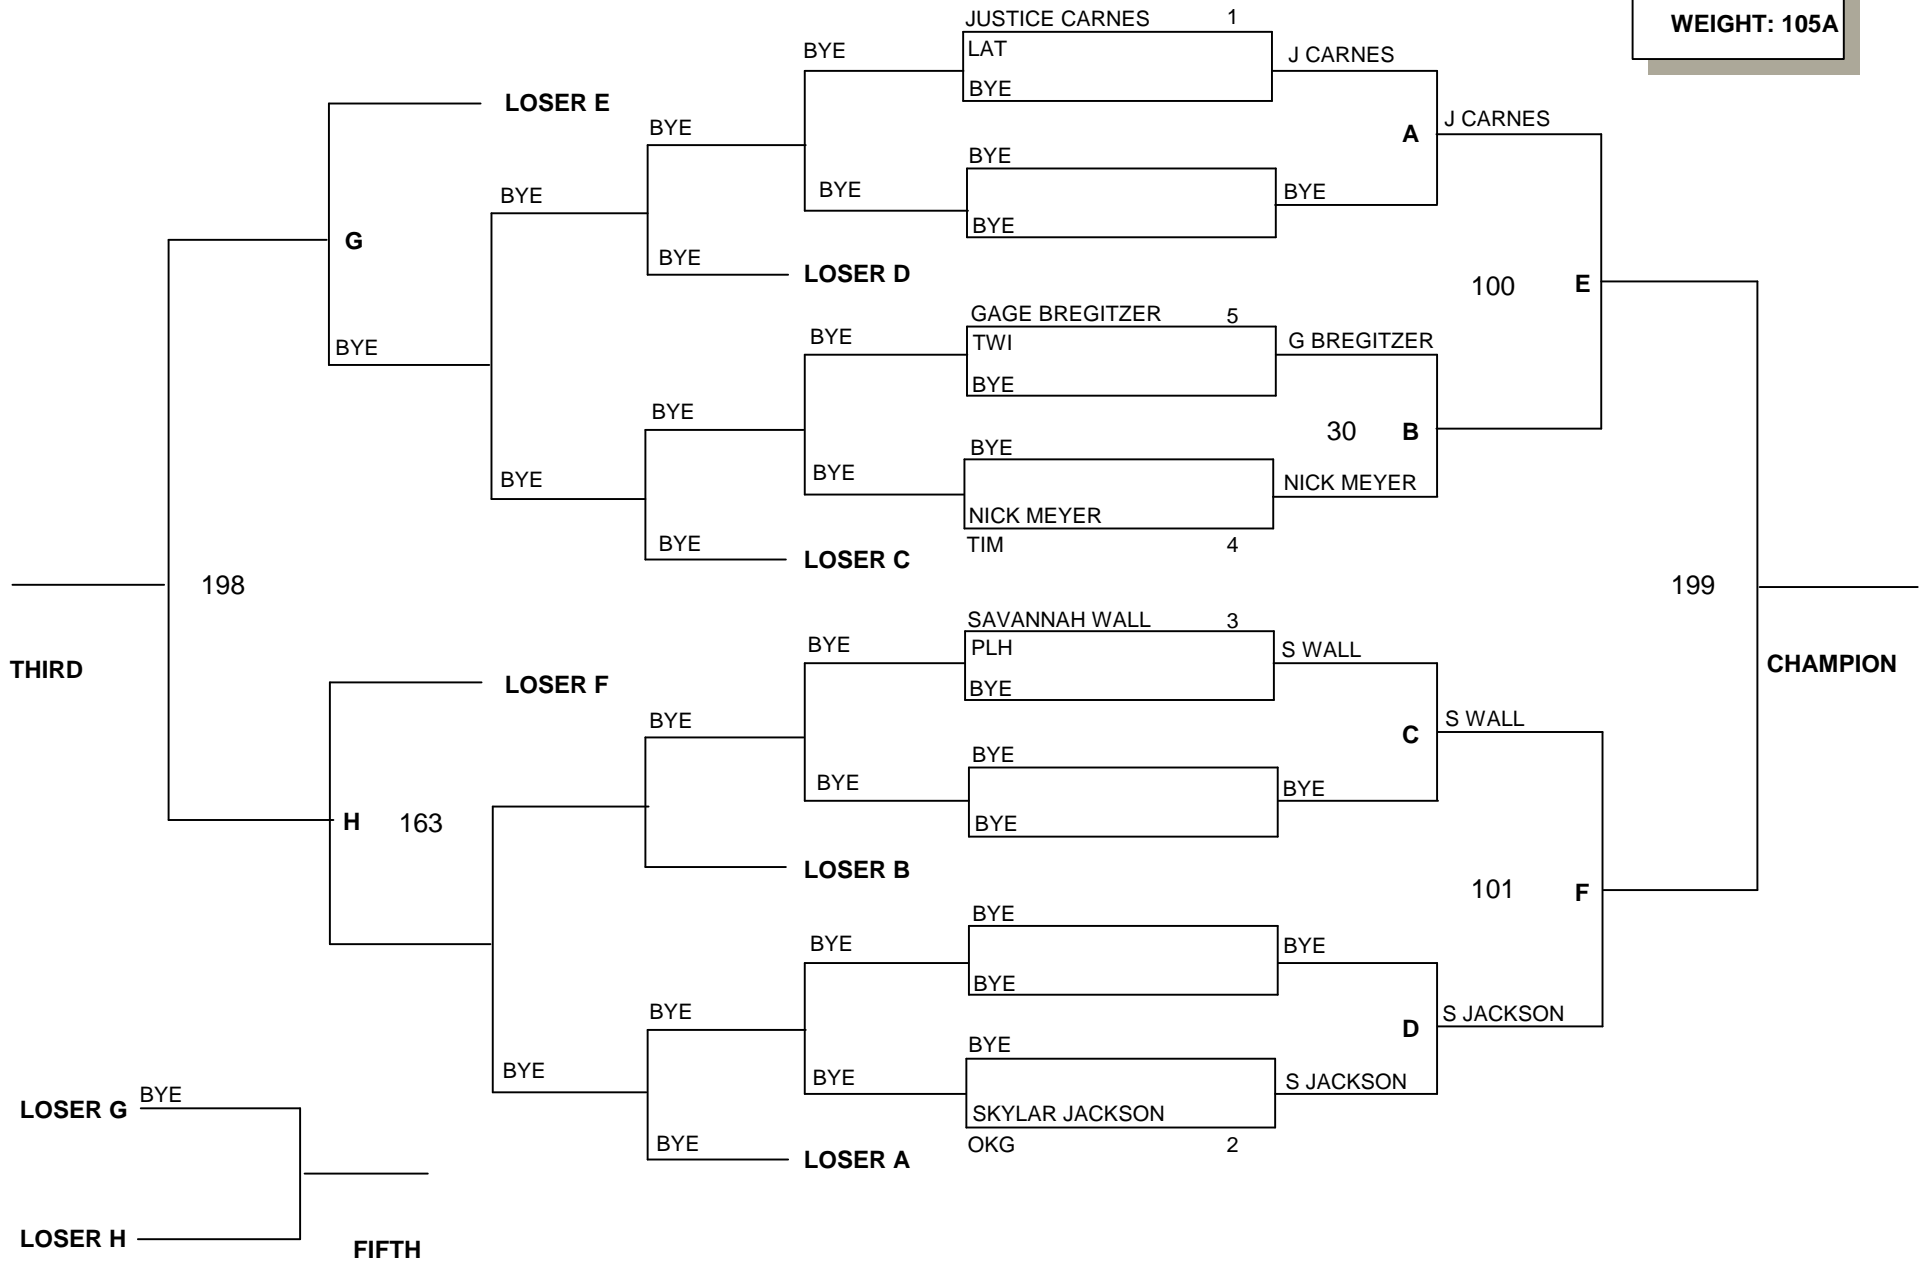 WEIGHT: 105A
JUSTICE CARNES 1
BYE
LAT
J CARNES
BYE
LOSER E
J CARNES
BYE
A
BYE
BYE
BYE
BYE
BYE
BYE
G
BYE
LOSER D
100
E
GAGE BREGITZER 5
BYE
TWI
G BREGITZER
BYE
BYE
BYE
30
B
BYE
BYE
BYE
NICK MEYER
NICK MEYER
BYE
LOSER C
TIM 4
198
199
SAVANNAH WALL 3
BYE
PLH
S WALL
THIRD
CHAMPION
LOSER F
BYE
BYE
S WALL
C
BYE
BYE
BYE
H
163
BYE
LOSER B
101
F
BYE
BYE
BYE
BYE
BYE
S JACKSON
D
BYE
BYE
BYE
S JACKSON
LOSER G
BYE
SKYLAR JACKSON
BYE
LOSER A
OKG 2
LOSER H
FIFTH